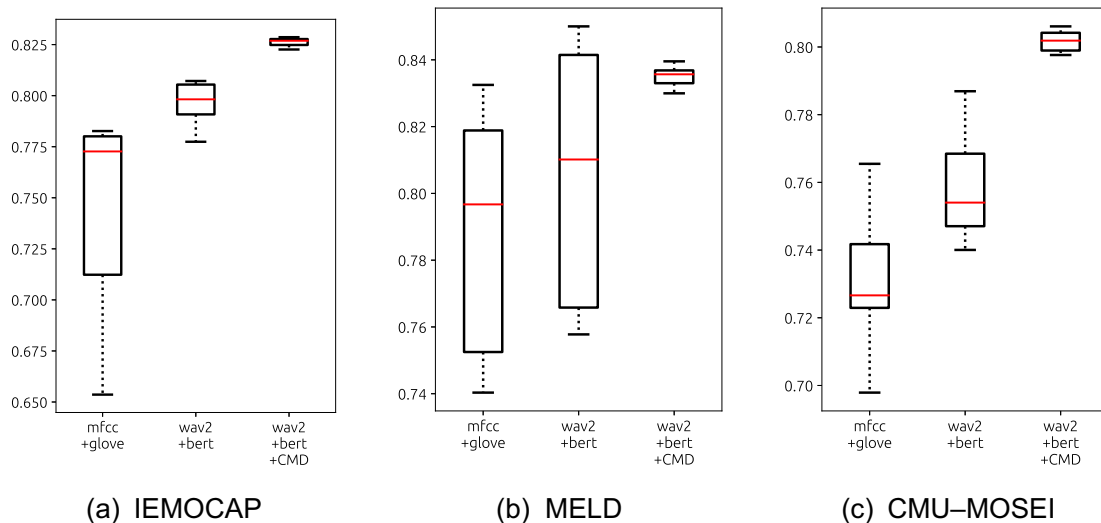 0.825
0.800
0.775
0.750
0.725
0.700
0.675
0.650
mfcc
+glove
wav2
+bert
wav2
+bert
+CMD
(a) IEMOCAP
0.84
0.82
0.80
0.78
0.76
0.74
mfcc
+glove
wav2
+bert
wav2
+bert
+CMD
(b) MELD
0.80
0.76
0.74
0.72
0.70
mfcc
+glove
wav2
+bert
wav2
+bert
+CMD
(c) CMU–MOSEI